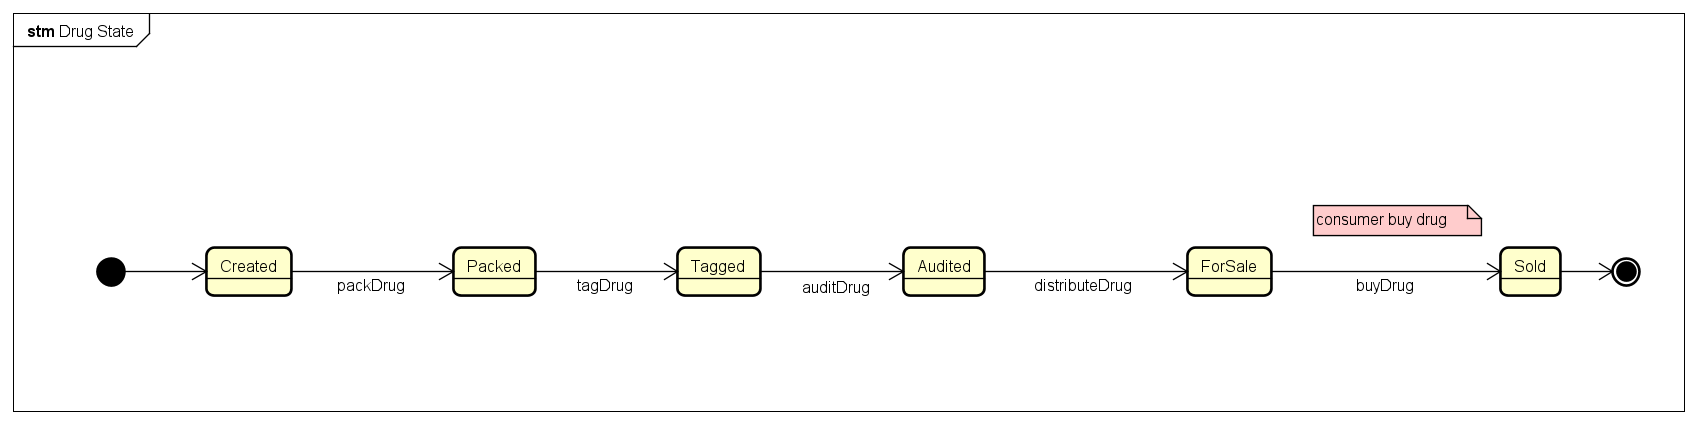 stm Drug State
consumer buy drug
Created
Packed
Tagged
Audited
ForSale
Sold
packDrug
tagDrug
auditDrug
distributeDrug
buyDrug